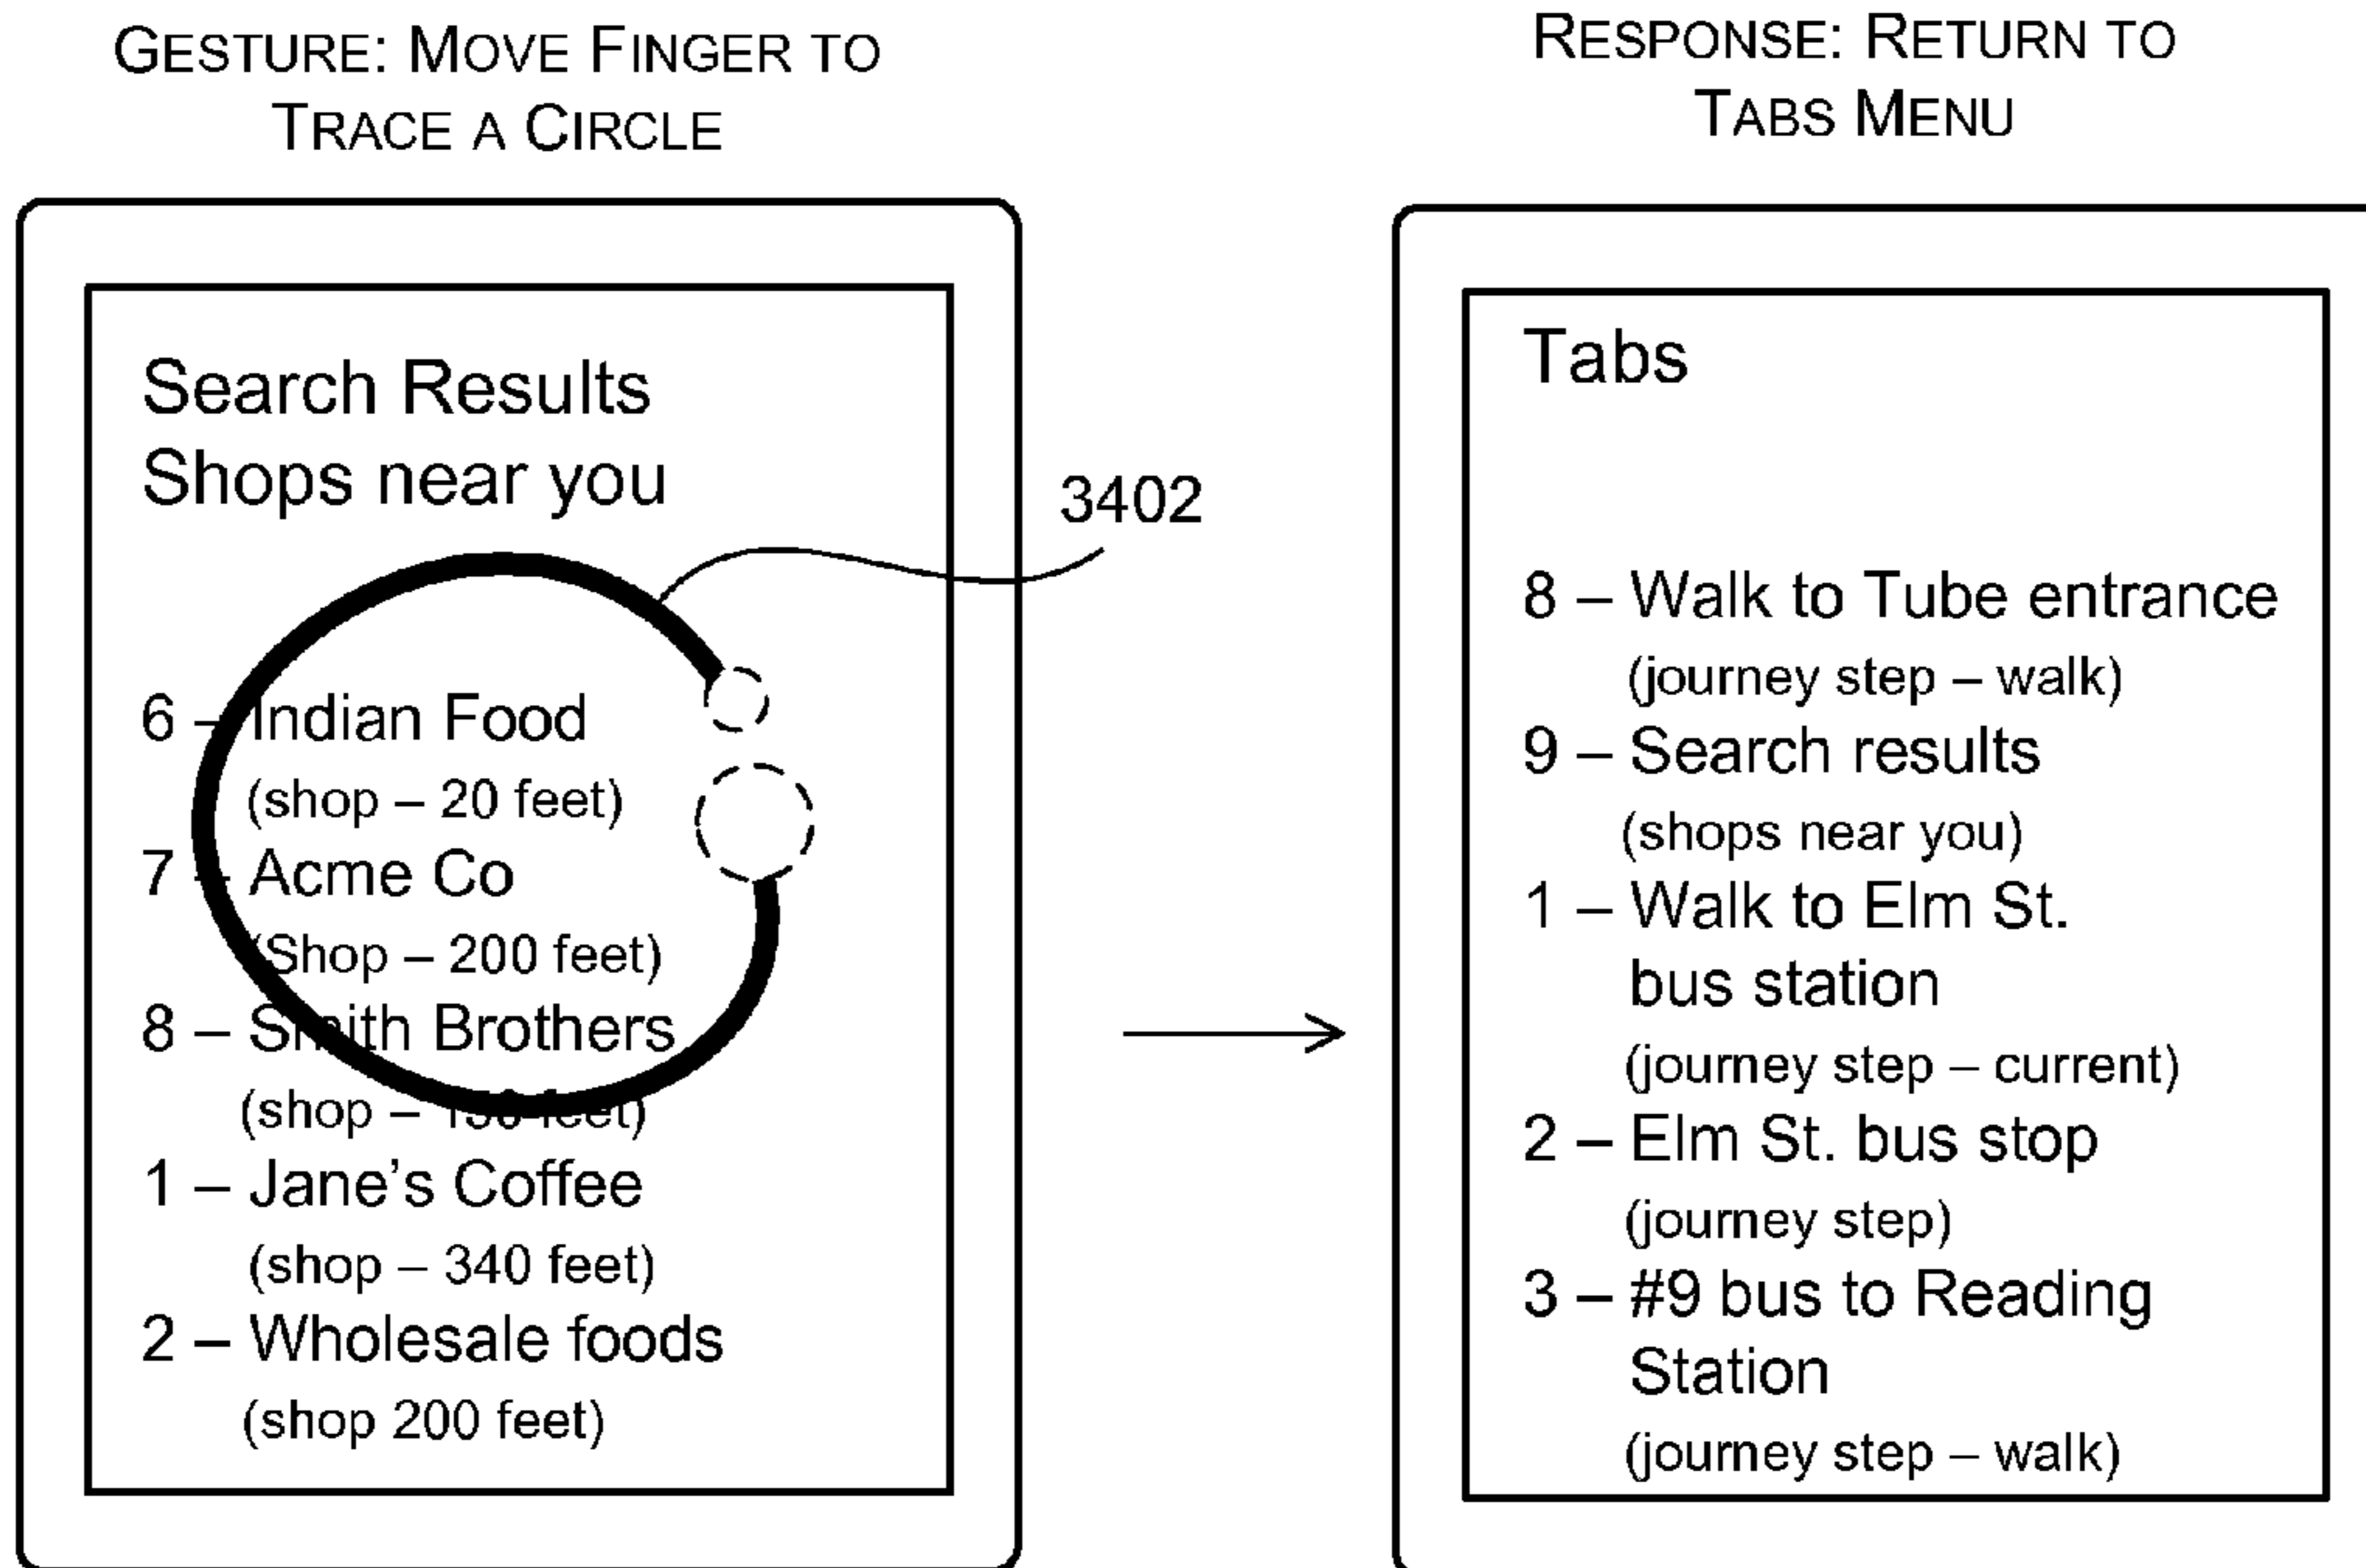 GESTURE: MOVE FINGER TO
TRACE A CIRCLE
Search Results
Shops near you
3402
6 – Indian Food
(shop – 20 feet)
7 – Acme Co
(Shop – 200 feet)
8 – Smith Brothers
(shop – feet)
1 – Jane’s Coffee
(shop – 340 feet)
2 – Wholesale foods
(shop 200 feet)
RESPONSE: RETURN TO
TABS MENU
Tabs
8 – Walk to Tube entrance
(journey step – walk)
9 – Search results
(shops near you)
1 – Walk to Elm St.
bus station
(journey step – current)
2 – Elm St. bus stop
(journey step)
3 – #9 bus to Reading
Station
(journey step – walk)